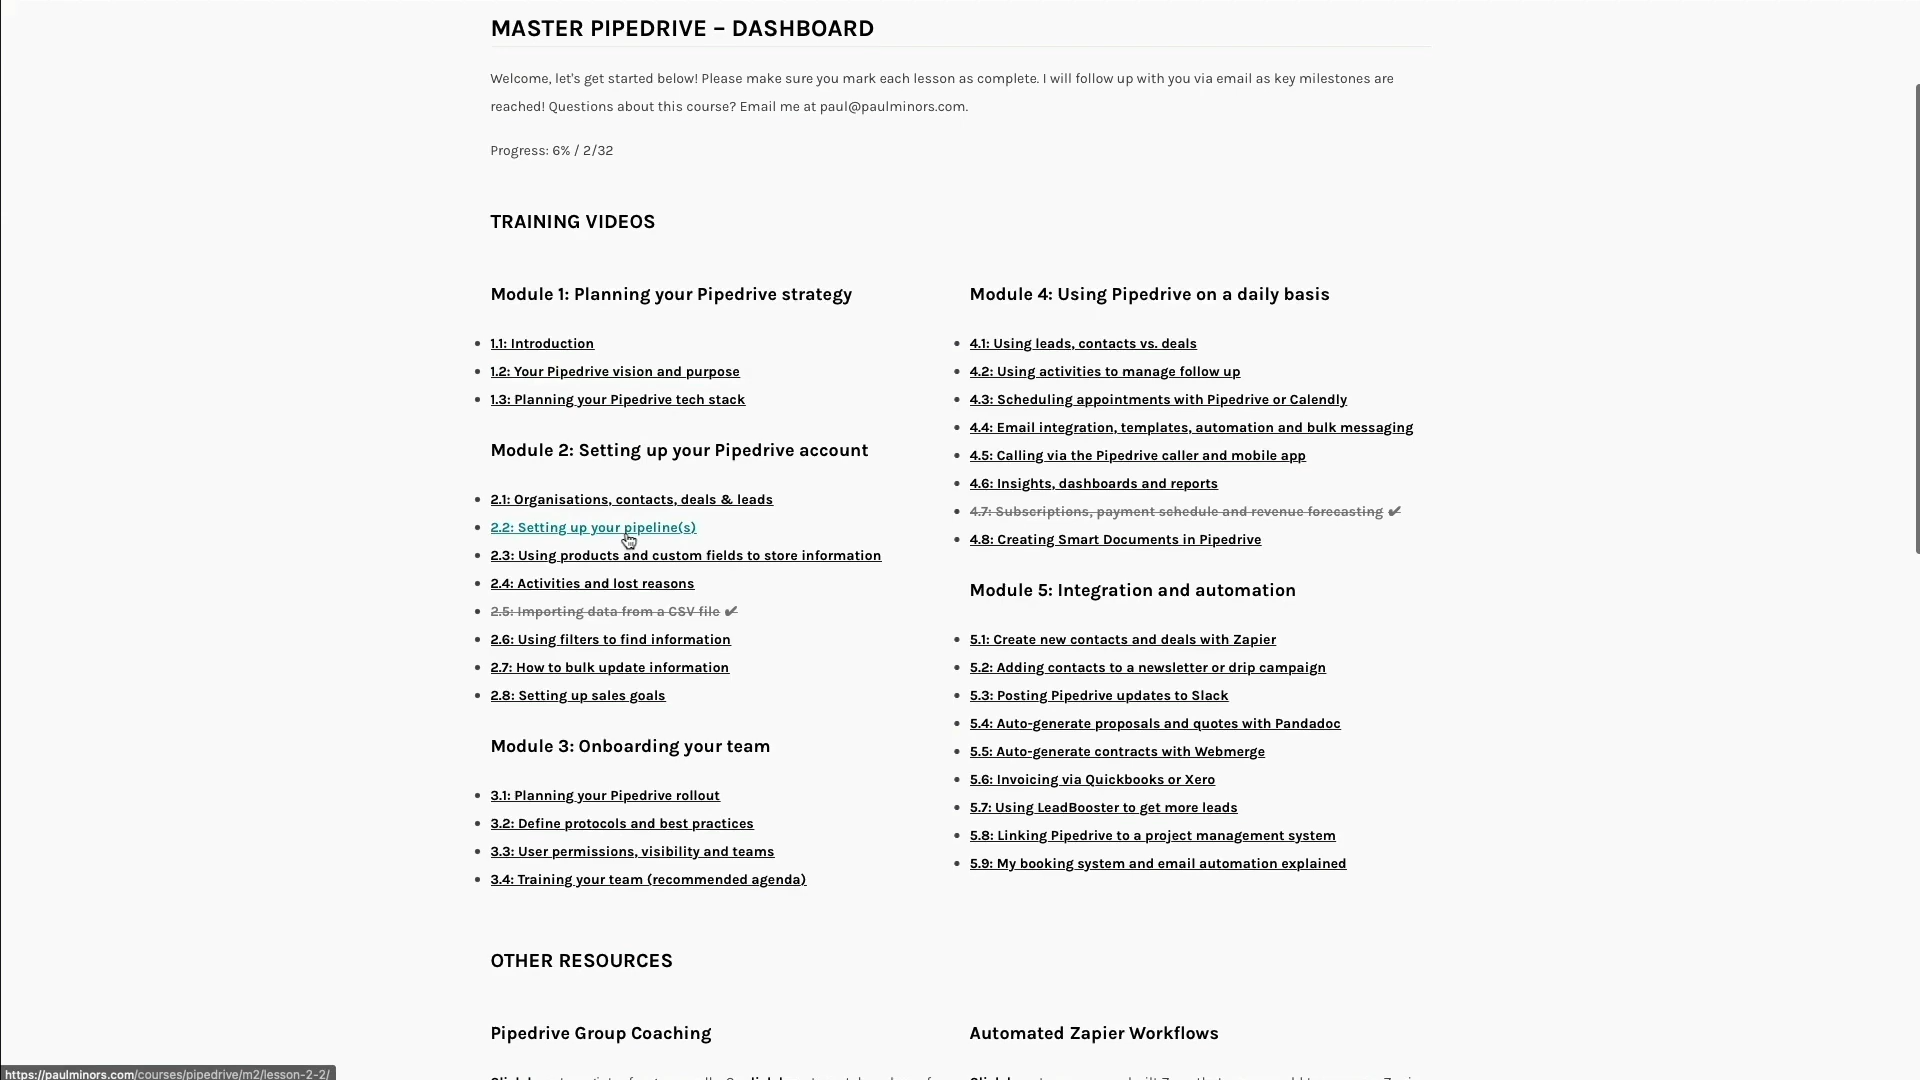 MASTER PIPEDRIVE – DASHBOARD
Welcome, let's get started below! Please make sure you mark each lesson as complete. I will follow up with you via email as key milestones are
reached! Questions about this course? Email me at paul@paulminors.com.
Progress: 6% / 2/32
TRAINING VIDEOS
Module 1: Planning your Pipedrive strategy
1.1: Introduction
1.2: Your Pipedrive vision and purpose
1.3: Planning your Pipedrive tech stack
Module 2: Setting up your Pipedrive account
2.1: Organisations, contacts, deals & leads
2.2: Setting up your pipeline(s)
2.3: Using products and custom fields to store information
2.4: Activities and lost reasons
2.5: Importing data from a CSV file ✔
2.6: Using filters to find information
2.7: How to bulk update information
2.8: Setting up sales goals
Module 3: Onboarding your team
3.1: Planning your Pipedrive rollout
3.2: Define protocols and best practices
3.3: User permissions, visibility and teams
3.4: Training your team (recommended agenda)
Module 4: Using Pipedrive on a daily basis
4.1: Using leads, contacts vs. deals
4.2: Using activities to manage follow up
4.3: Scheduling appointments with Pipedrive or Calendly
4.4: Email integration, templates, automation and bulk messaging
4.5: Calling via the Pipedrive caller and mobile app
4.6: Insights, dashboards and reports
4.7: Subscriptions, payment schedule and revenue forecasting ✔
4.8: Creating Smart Documents in Pipedrive
Module 5: Integration and automation
5.1: Create new contacts and deals with Zapier
5.2: Adding contacts to a newsletter or drip campaign
5.3: Posting Pipedrive updates to Slack
5.4: Auto-generate proposals and quotes with Pandadoc
5.5: Auto-generate contracts with Webmerge
5.6: Invoicing via Quickbooks or Xero
5.7: Using LeadBooster to get more leads
5.8: Linking Pipedrive to a project management system
5.9: My booking system and email automation explained
OTHER RESOURCES
Pipedrive Group Coaching
Automated Zapier Workflows
https://paulminors.com/courses/pipedrive/m2/lesson-2-2/